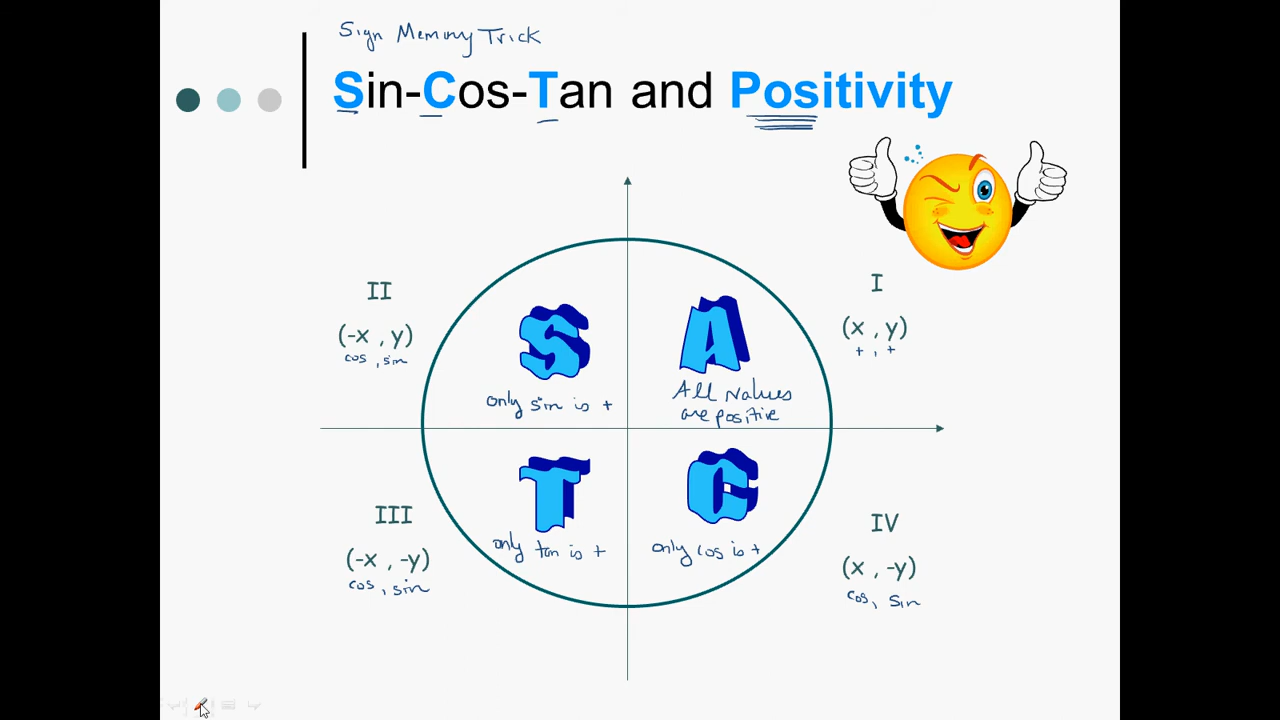 Sign Memory Trick
Sin-Cos-Tan and Positivity
II
(-x , y)
cos , sin
I
(x , y)
+ , +
S
only sin is +
A
All values
are positive
T
only tan is +
C
only cos is +
III
(-x , -y)
cos , sin
IV
(x , -y)
cos, Sin